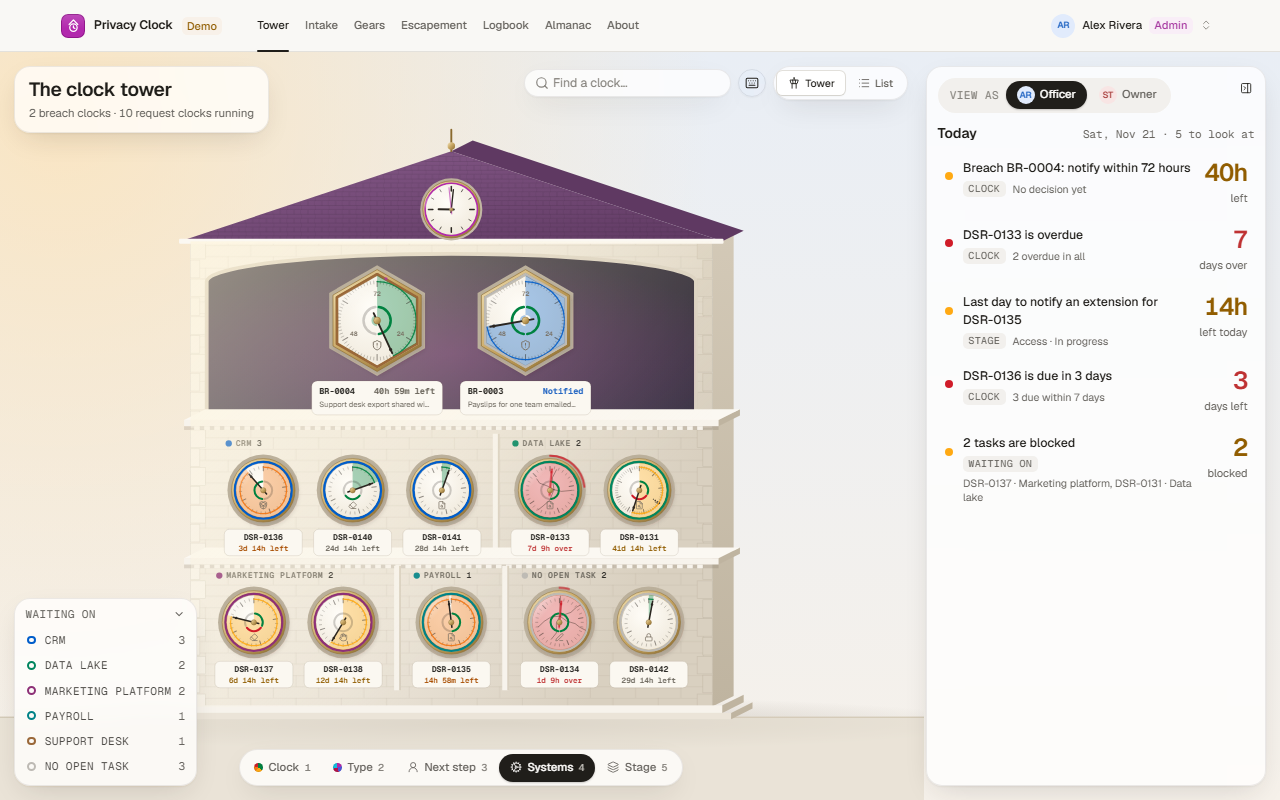 Privacy Clock Demo Tower Intake Gears Escapement Logbook Almanac About AR Alex Rivera Admin
The clock tower
2 breach clocks · 10 request clocks running
Find a clock...
Tower List
72
48 24
72
48 24
BR-0004 40h 59m left
Support desk export shared wi...
BR-0003 Notified
Payslips for one team emailed...
CRM 3
DATA LAKE 2
DSR-0136
3d 14h left
DSR-0140
24d 14h left
DSR-0141
28d 14h left
DSR-0133
7d 9h over
DSR-0131
41d 14h left
MARKETING PLATFORM 2
PAYROLL 1
NO OPEN TASK 2
DSR-0137
6d 14h left
DSR-0138
12d 14h left
DSR-0135
14h 58m left
DSR-0134
1d 9h over
DSR-0142
29d 14h left
WAITING ON
CRM 3
DATA LAKE 2
MARKETING PLATFORM 2
PAYROLL 1
SUPPORT DESK 1
NO OPEN TASK 3
Clock 1 Type 2 Next step 3 Systems 4 Stage 5
VIEW AS AR Officer ST Owner
Today Sat, Nov 21 · 5 to look at
Breach BR-0004: notify within 72 hours
CLOCK No decision yet
40h
left
DSR-0133 is overdue
CLOCK 2 overdue in all
7
days over
Last day to notify an extension for
DSR-0135
STAGE Access · In progress
14h
left today
DSR-0136 is due in 3 days
CLOCK 3 due within 7 days
3
days left
2 tasks are blocked
WAITING ON
DSR-0137 · Marketing platform, DSR-0131 · Data
lake
2
blocked